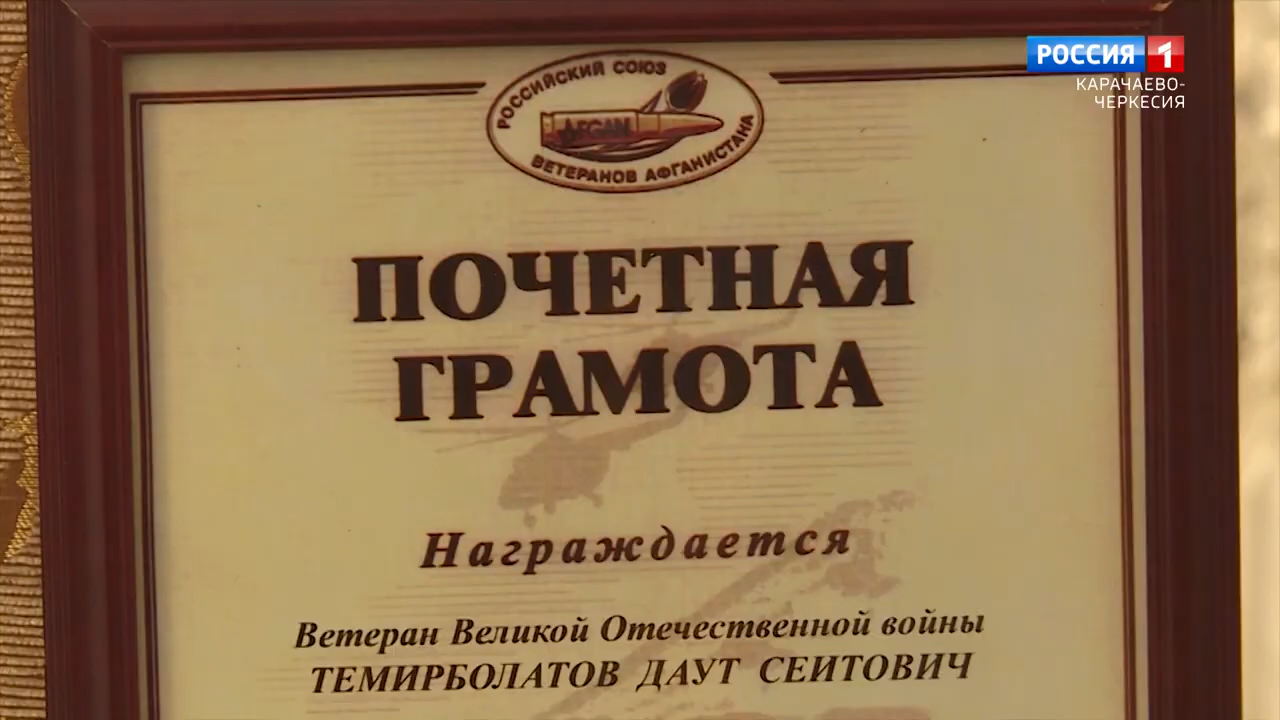 РОССИЯ 1
КАРАЧАЕВО-
ЧЕРКЕСИЯ
РОССИЙСКИЙ СОЮЗ
AFGAN
ВЕТЕРАНОВ АФГАНИСТАНА
ПОЧЕТНАЯ
ГРАМОТА
Награждается
Ветеран Великой Отечественной войны
ТЕМИРБОЛАТОВ ДАУТ СЕИТОВИЧ